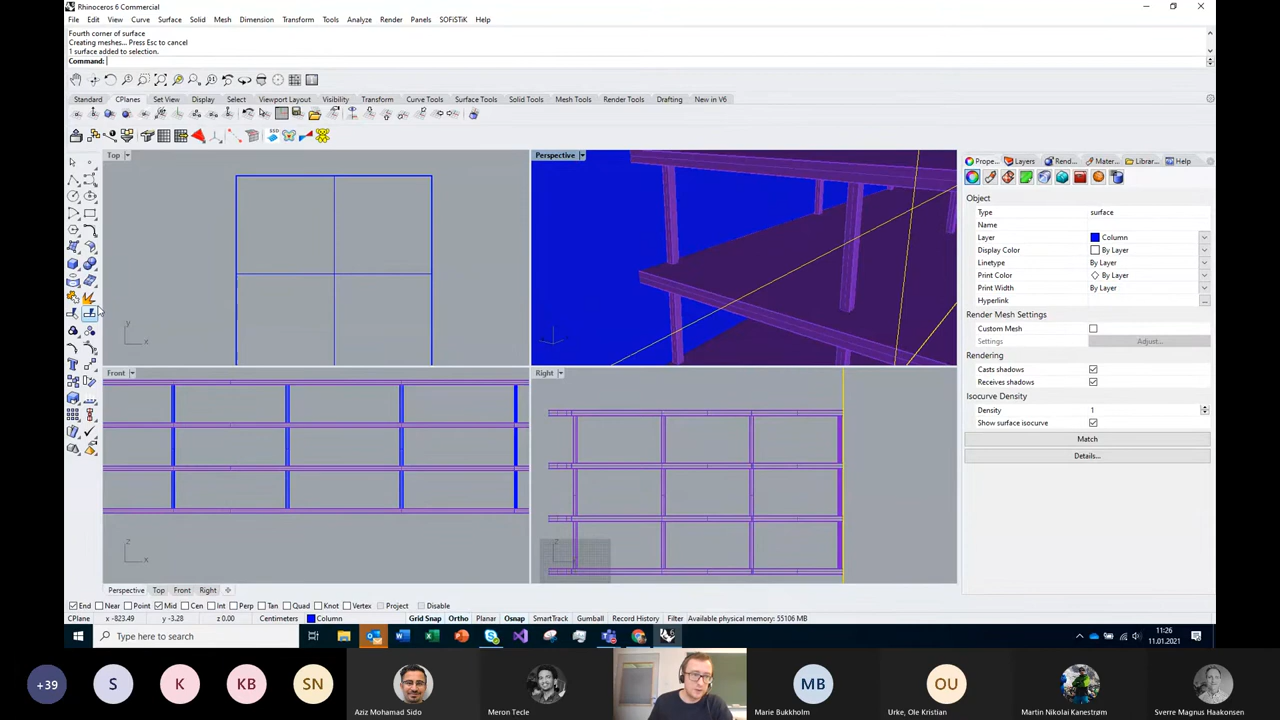 Rhinoceros 6 Commercial
File Edit View Curve Surface Solid Mesh Dimension Transform Tools Analyze Render Panels SOFiSTiK Help
Fourth corner of surface
Creating meshes... Press Esc to cancel
1 surface added to selection.
Command:
Standard CPlanes Set View Display Select Viewport Layout Visibility Transform Curve Tools Surface Tools Solid Tools Mesh Tools Render Tools Drafting New in V6
Top
Perspective
Prope... Layers Rend... Mater... Librar... Help
Object
Type surface
Name
Layer Column
Display Color By Layer
Linetype By Layer
Print Color By Layer
Print Width By Layer
Hyperlink ...
Render Mesh Settings
Custom Mesh
Settings Adjust...
Rendering
Casts shadows
Receives shadows
Isocurve Density
Density 1
Show surface isocurve
Match
Details...
y
x
Front
Right
z
x
z
Perspective Top Front Right
End Near Point Mid Cen Int Perp Tan Quad Knot Vertex Project Disable
CPlane x -823.49 y -3.28 z 0.00 Centimeters Column Grid Snap Ortho Planar Osnap SmartTrack Gumball Record History Filter Available physical memory: 55106 MB
Type here to search
11:26
11.01.2021
+39 S K KB SN MB OU
Aziz Mohamad Sido Meron Tecle Marie Bukkholm Urke, Ole Kristian Martin Nikolai Kanestrøm Sverre Magnus Haakonsen